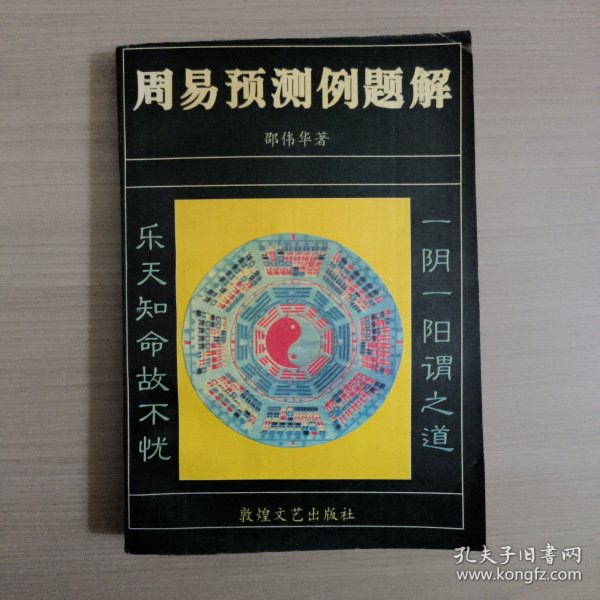 周易预测例题解
邵伟华著
一阴一阳谓之道
乐天知命故不忧
敦煌文艺出版社
孔夫子旧书网
www.kongfz.com